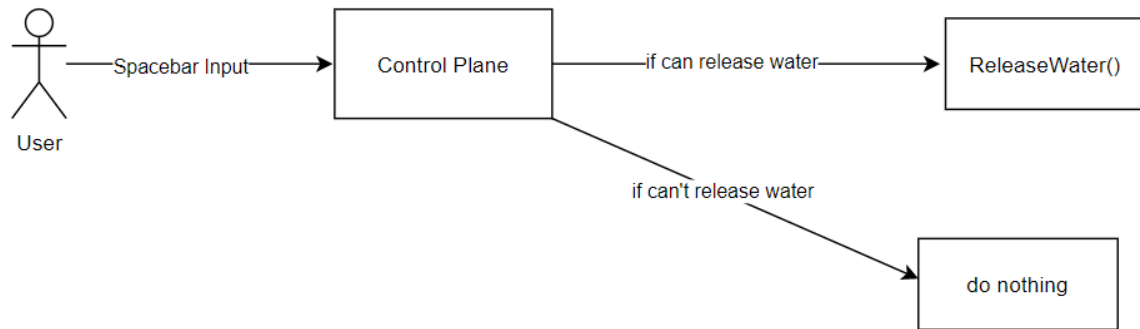 User
Spacebar Input
Control Plane
if can release water
ReleaseWater()
if can't release water
do nothing